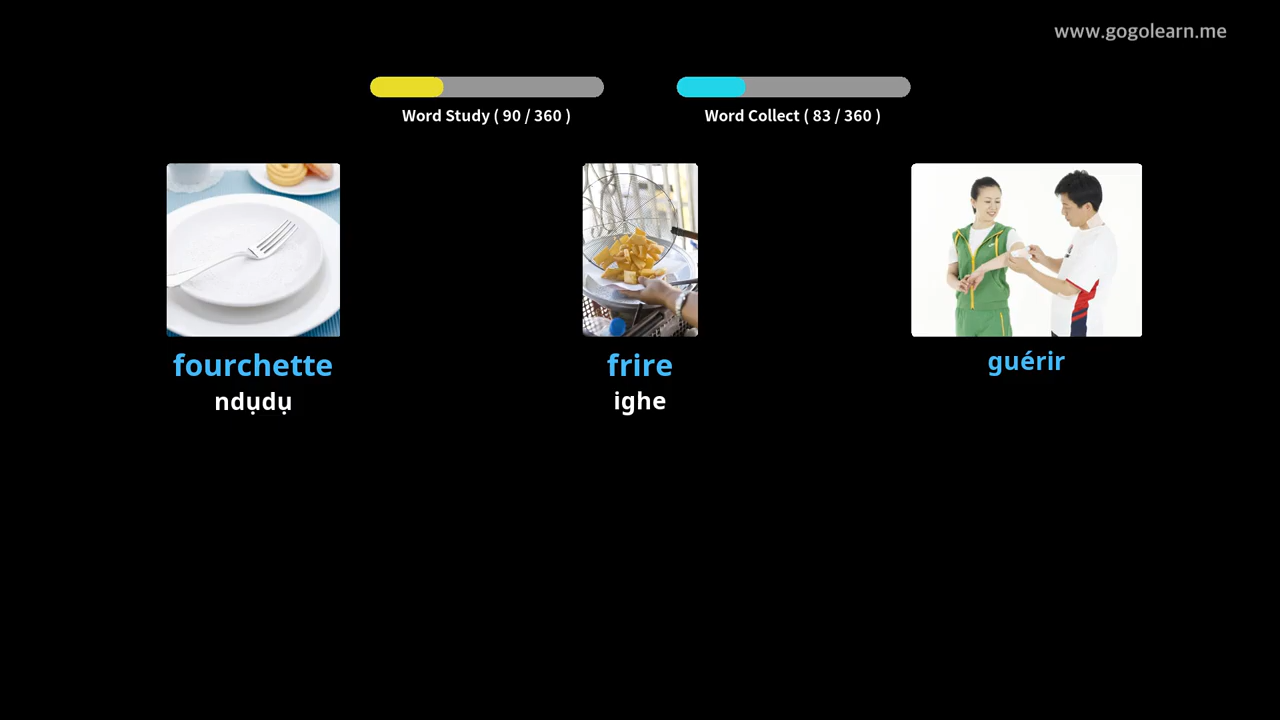 www.gogolearn.me
Word Study ( 90 / 360 )
Word Collect ( 83 / 360 )
fourchette
ndụdụ
frire
ighe
guérir